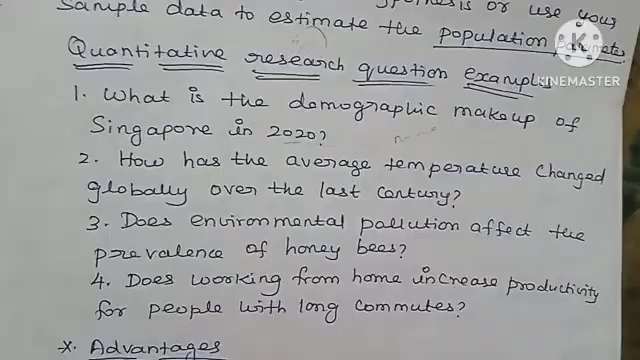 sample data to estimate the population parameter
Quantitative research question examples
KINEMASTER
1. What is the demographic makeup of
Singapore in 2020?
2. How has the average temperature changed
globally over the last century?
3. Does environmental pollution affect the
prevalence of honey bees?
4. Does working from home increase productivity
for people with long commutes?
*. Advantages